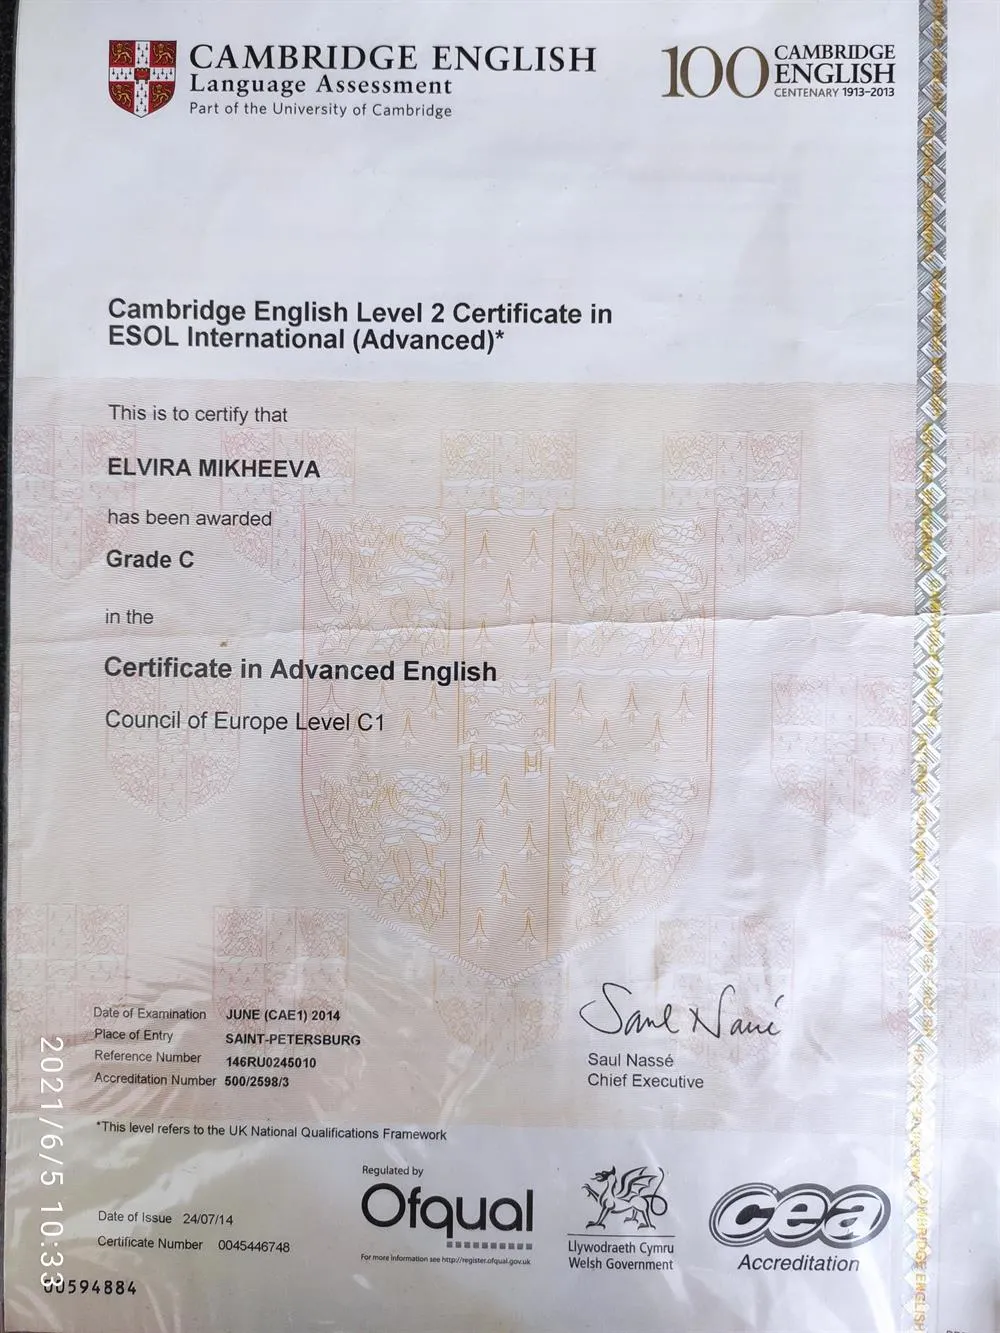 CAMBRIDGE ENGLISH
Language Assessment
Part of the University of Cambridge
100 CAMBRIDGE
ENGLISH
CENTENARY 1913–2013
Cambridge English Level 2 Certificate in
ESOL International (Advanced)*
This is to certify that
ELVIRA MIKHEEVA
has been awarded
Grade C
in the
Certificate in Advanced English
Council of Europe Level C1
Date of Examination JUNE (CAE1) 2014
Place of Entry SAINT-PETERSBURG
Reference Number 146RU0245010
Accreditation Number 500/2598/3
Saul Nassé
Saul Nassé
Chief Executive
*This level refers to the UK National Qualifications Framework
Date of Issue 24/07/14
Certificate Number 0045446748
Regulated by
Ofqual
For more information see http://register.ofqual.gov.uk
Llywodraeth Cymru
Welsh Government
cea
Accreditation
2021/6/5 10:33